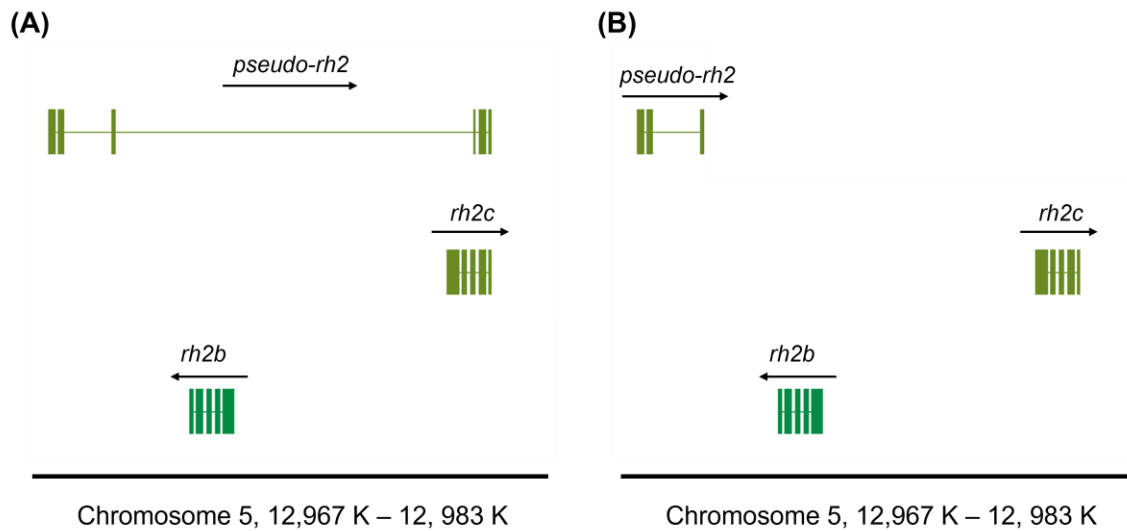 (A)
pseudo-rh2
rh2c
rh2b
Chromosome 5, 12,967 K – 12, 983 K
(B)
pseudo-rh2
rh2c
rh2b
Chromosome 5, 12,967 K – 12, 983 K